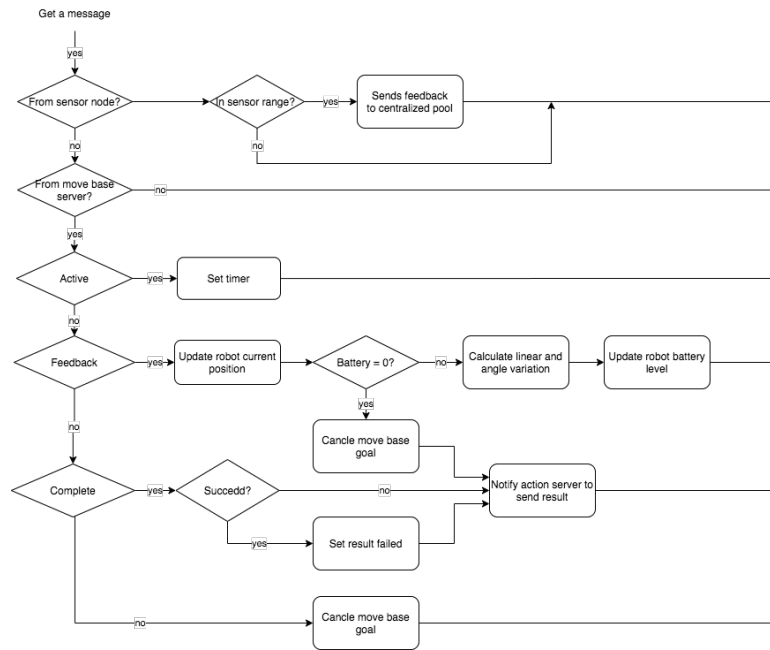 Get a message
yes
From sensor node?
In sensor range?
yes
Sends feedback
to centralized pool
no
no
From move base
server?
no
yes
Active
yes
Set timer
no
Feedback
yes
Update robot current
position
Battery = 0?
no
Calculate linear and
angle variation
Update robot battery
level
yes
no
Cancle move base
goal
Complete
yes
Succedd?
no
Notify action server to
send result
yes
Set result failed
no
Cancle move base
goal